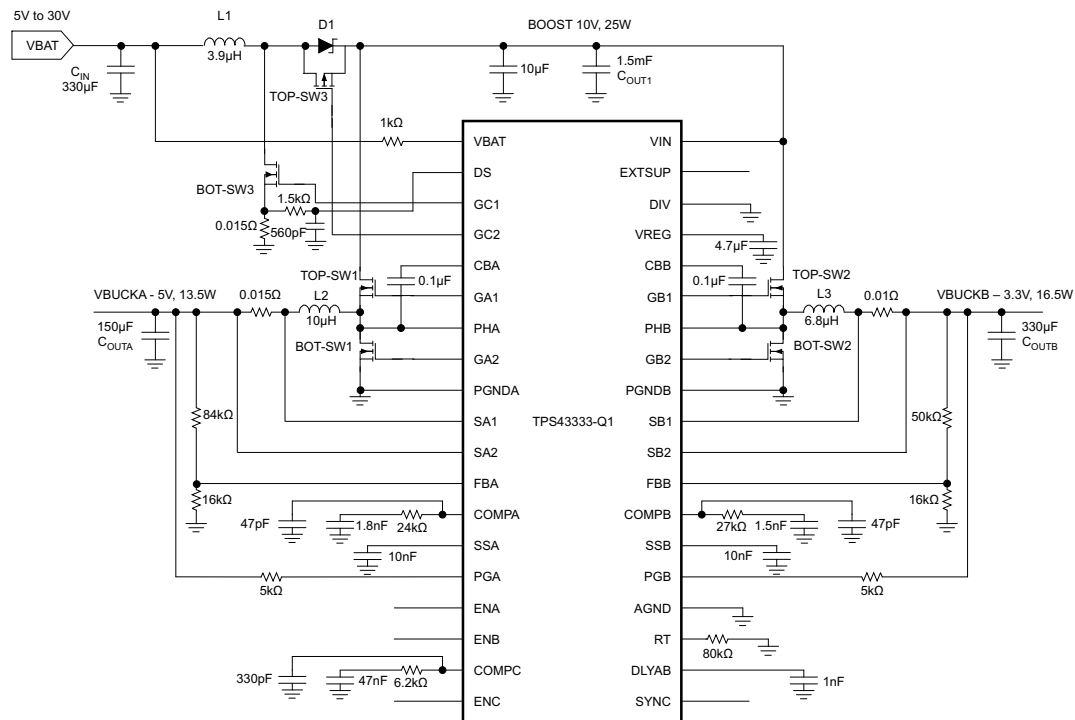 5V to 30V
L1
D1
BOOST 10V, 25W
VBAT
3.9µH
C_IN
330µF
10µF
1.5mF
C_OUT1
TOP-SW3
1kΩ
VBAT
VIN
DS
EXTSUP
BOT-SW3
1.5kΩ
GC1
DIV
0.015Ω
560pF
GC2
VREG
4.7µF
CBA
CBB
TOP-SW1
0.1µF
0.1µF
TOP-SW2
VBUCKA - 5V, 13.5W
0.015Ω
L2
GA1
GB1
L3
0.01Ω
VBUCKB – 3.3V, 16.5W
150µF
C_OUTA
10µH
PHA
PHB
6.8µH
330µF
C_OUTB
BOT-SW1
GA2
GB2
BOT-SW2
PGNDA
PGNDB
84kΩ
SA1
TPS43333-Q1
SB1
50kΩ
SA2
SB2
FBA
FBB
16kΩ
16kΩ
47pF
1.8nF
24kΩ
COMPA
COMPB
27kΩ
1.5nF
47pF
10nF
SSA
SSB
10nF
5kΩ
PGA
PGB
5kΩ
ENA
AGND
ENB
RT
80kΩ
330pF
47nF
6.2kΩ
COMPC
DLYAB
1nF
ENC
SYNC